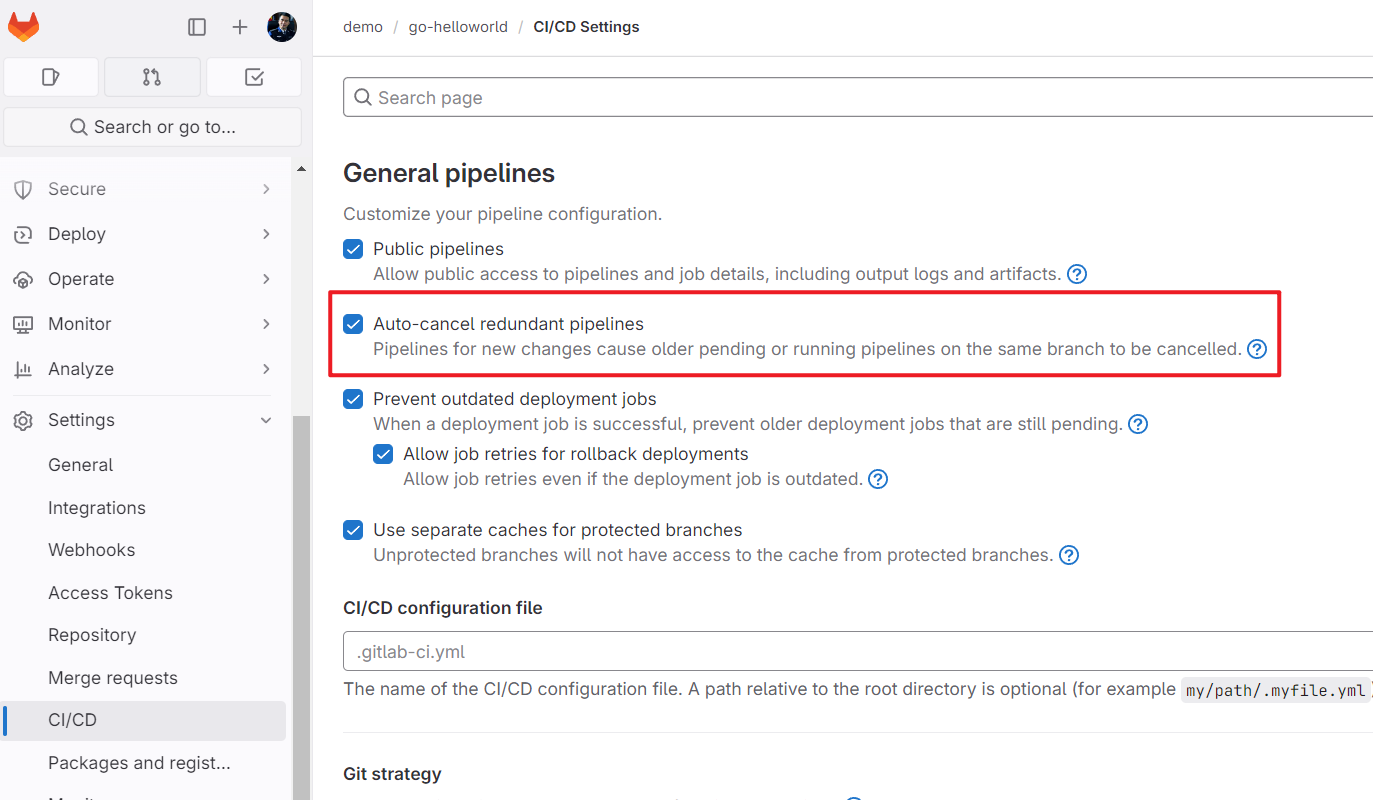 demo / go-helloworld / CI/CD Settings
Search page
Search or go to...
Secure
Deploy
Operate
Monitor
Analyze
Settings
General
Integrations
Webhooks
Access Tokens
Repository
Merge requests
CI/CD
Packages and regist...
General pipelines
Customize your pipeline configuration.
Public pipelines
Allow public access to pipelines and job details, including output logs and artifacts.
Auto-cancel redundant pipelines
Pipelines for new changes cause older pending or running pipelines on the same branch to be cancelled.
Prevent outdated deployment jobs
When a deployment job is successful, prevent older deployment jobs that are still pending.
Allow job retries for rollback deployments
Allow job retries even if the deployment job is outdated.
Use separate caches for protected branches
Unprotected branches will not have access to the cache from protected branches.
CI/CD configuration file
.gitlab-ci.yml
The name of the CI/CD configuration file. A path relative to the root directory is optional (for example my/path/.myfile.yml)
Git strategy